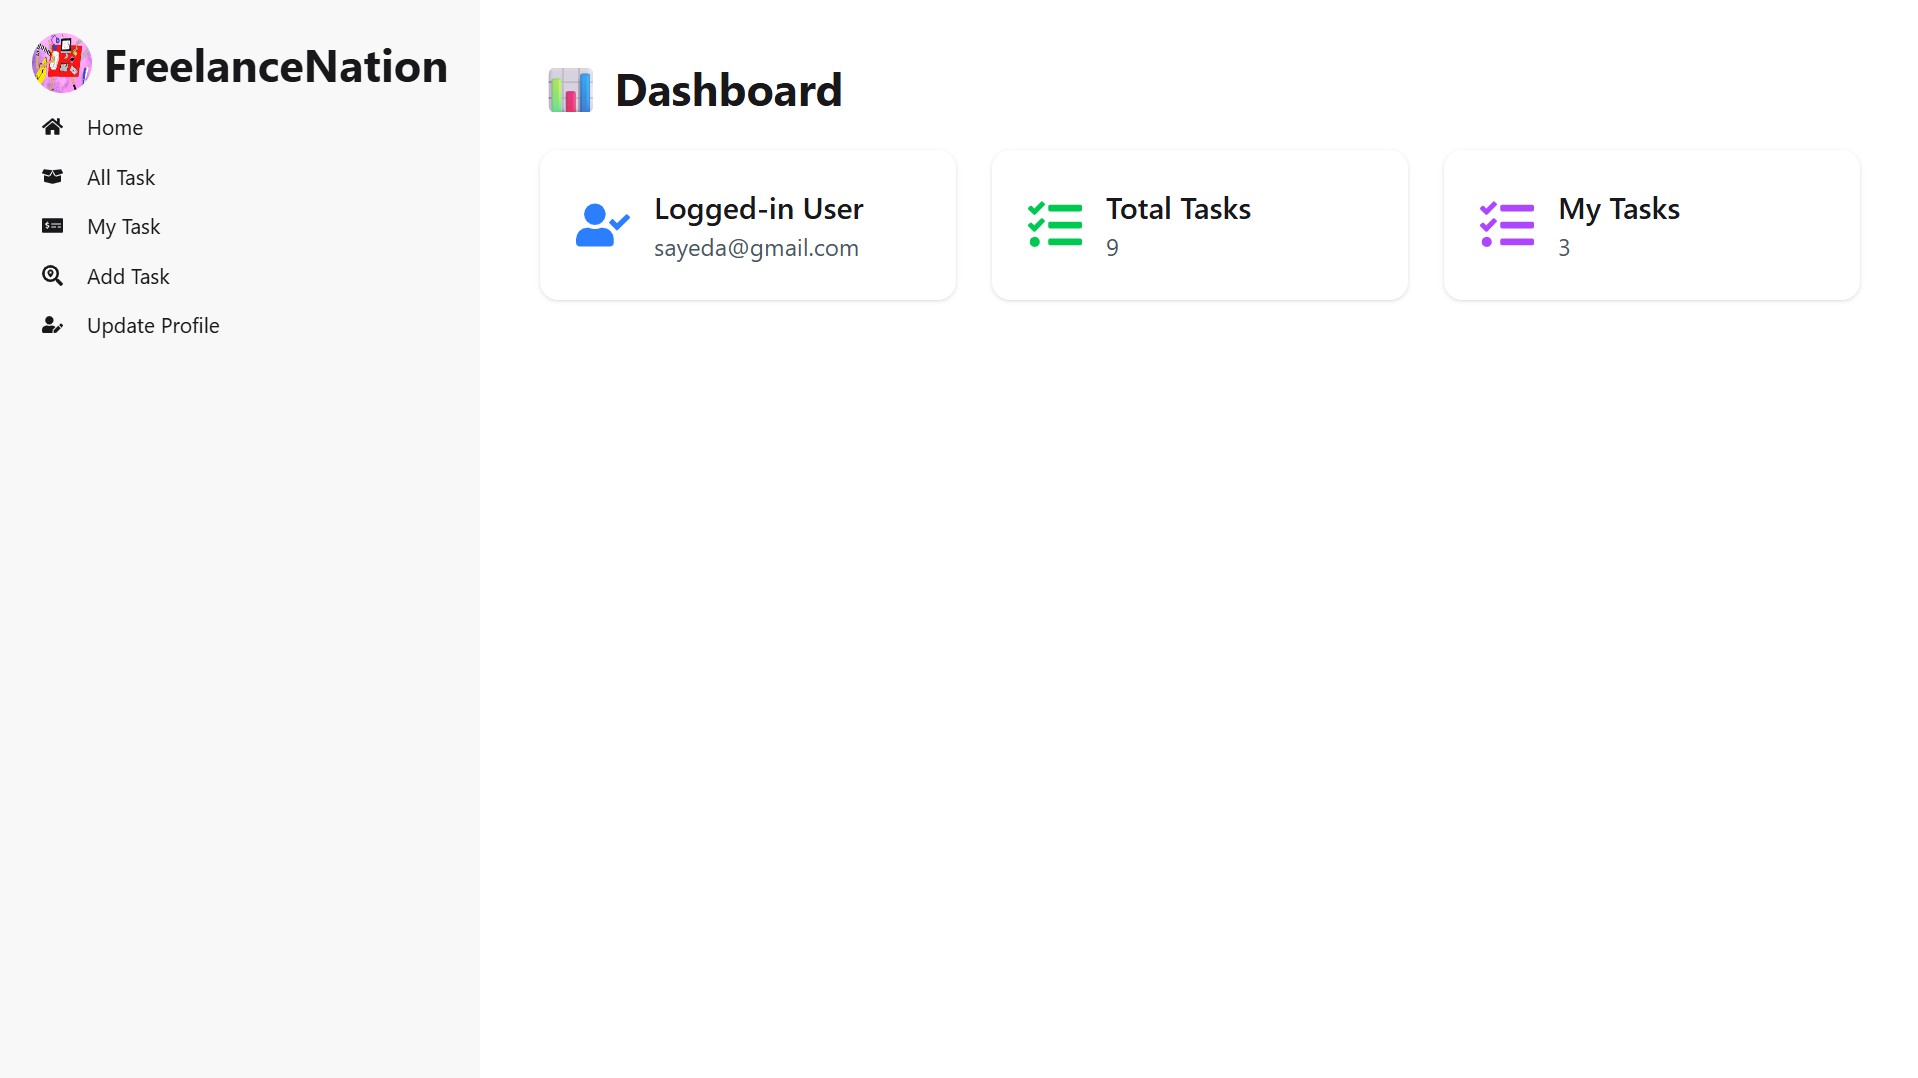 FreelanceNation
Home
All Task
My Task
Add Task
Update Profile
Dashboard
Logged-in User
sayeda@gmail.com
Total Tasks
9
My Tasks
3